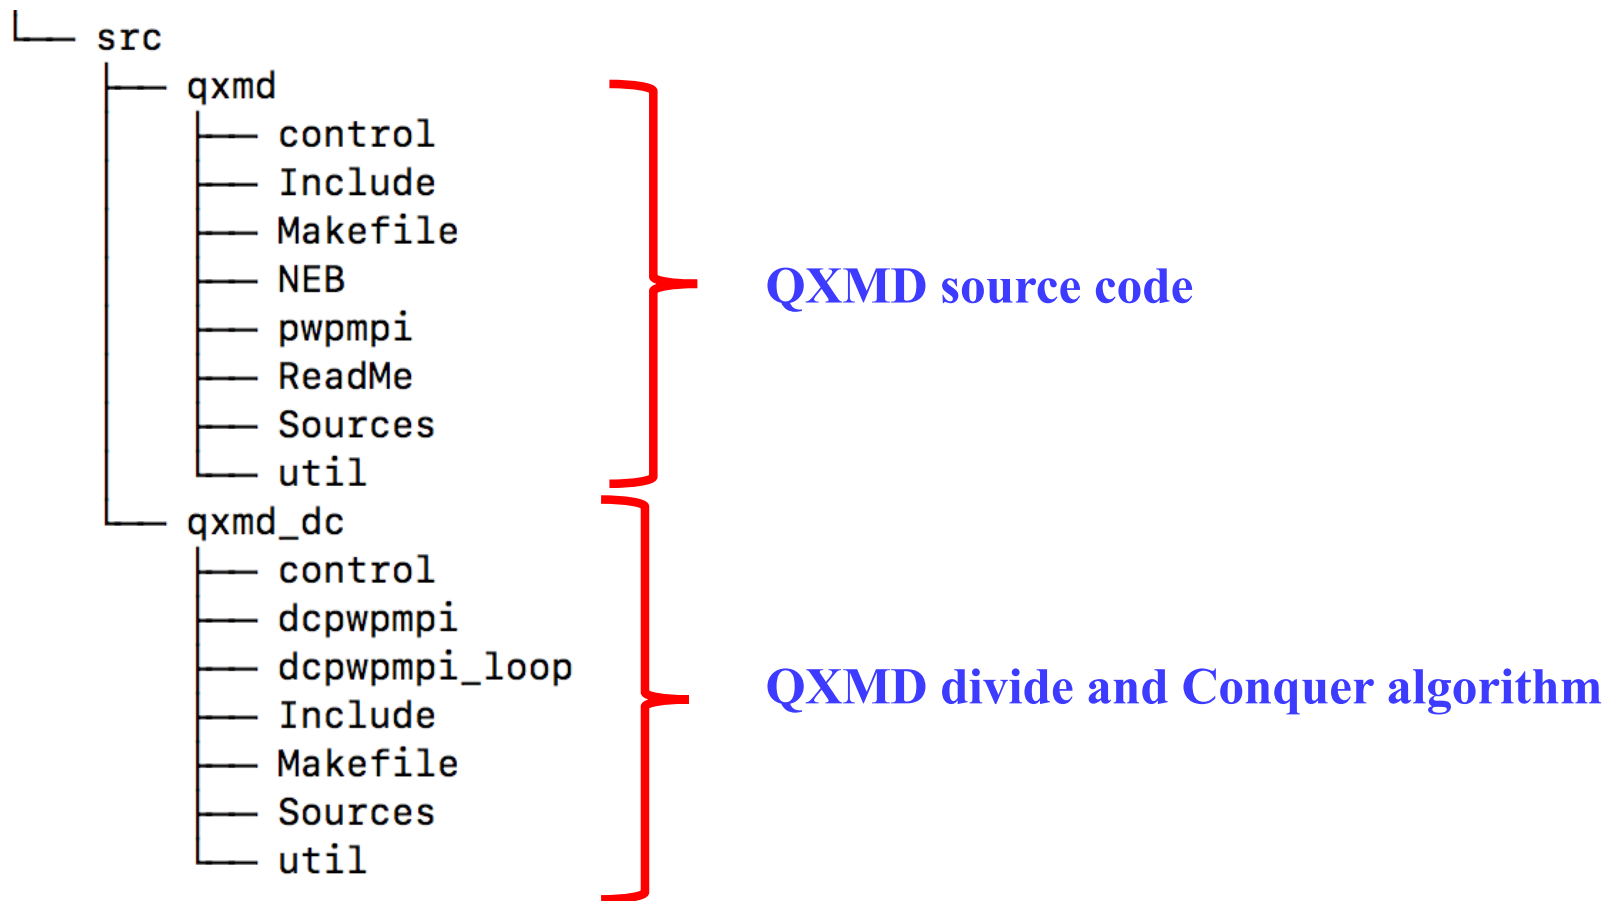 src
qxmd
control
Include
Makefile
NEB
QXMD source code
pwpmpi
ReadMe
Sources
util
qxmd_dc
control
dcpwpmpi
dcpwpmpi_loop
QXMD divide and Conquer algorithm
Include
Makefile
Sources
util